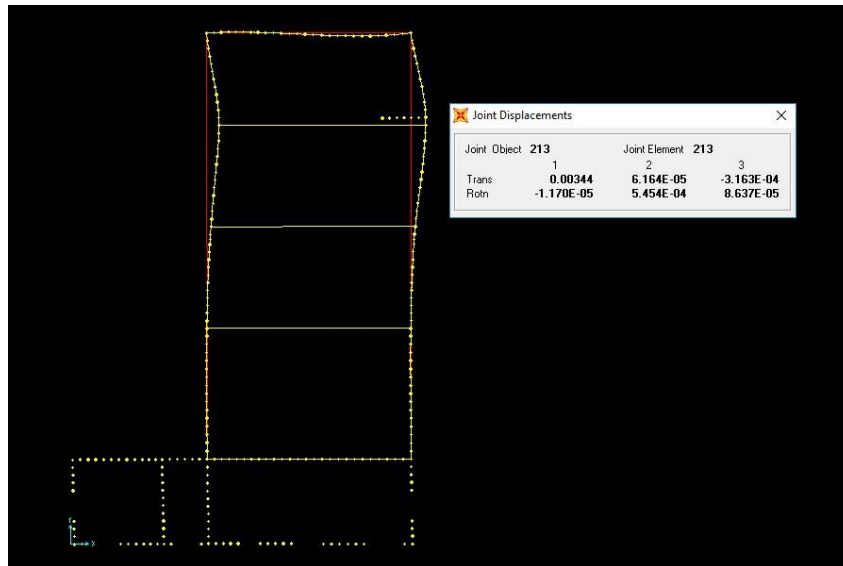 Joint Displacements
Joint Object 213 Joint Element 213
1 2 3
Trans 0.00344 6.164E-05 -3.163E-04
Rotn -1.170E-05 5.454E-04 8.637E-05
Y
X